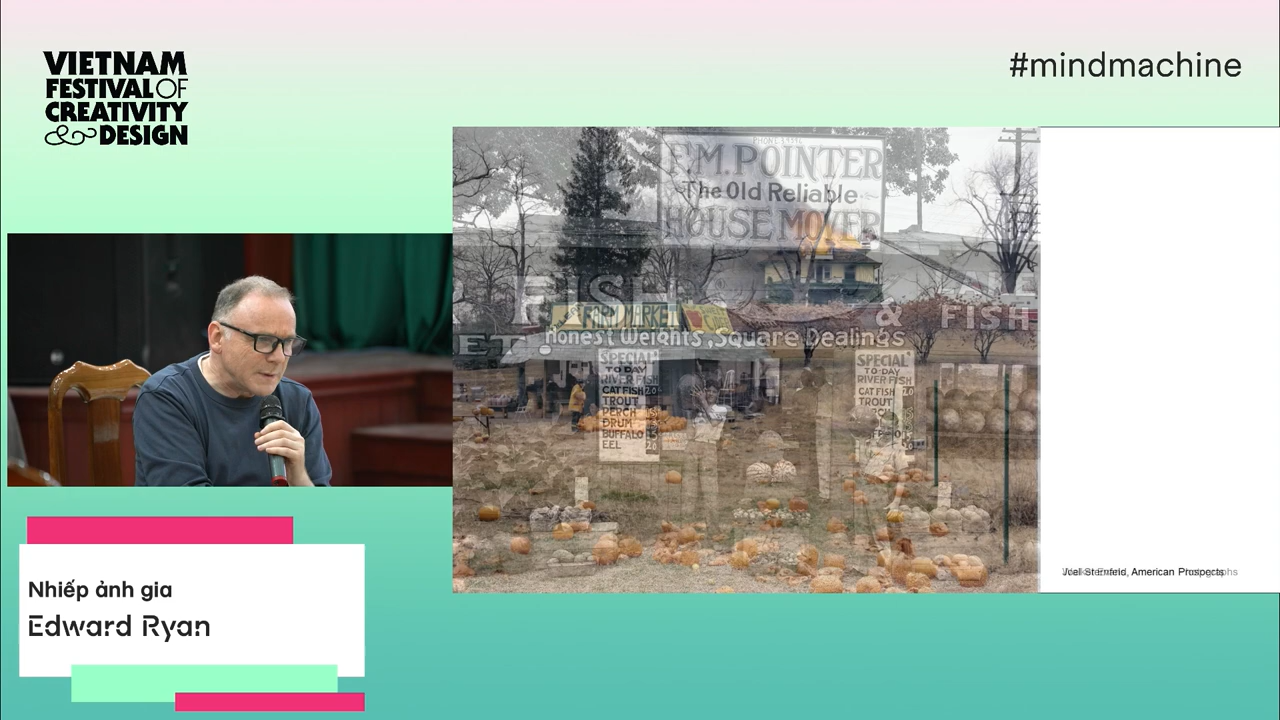 VIETNAM
FESTIVAL OF
CREATIVITY
& DESIGN
#mindmachine
F.M. POINTER
The Old Reliable
HOUSE MOVER
FISH
&
FISH
FARM MARKET
Honest Weights, Square Dealings
SPECIAL
TO-DAY
RIVER FISH
CAT FISH
TROUT
PERCH
DRUM
BUFFALO
EEL
SPECIAL
TO-DAY
RIVER FISH
CAT FISH
TROUT
American Prospects
Nhiếp ảnh gia
Edward Ryan